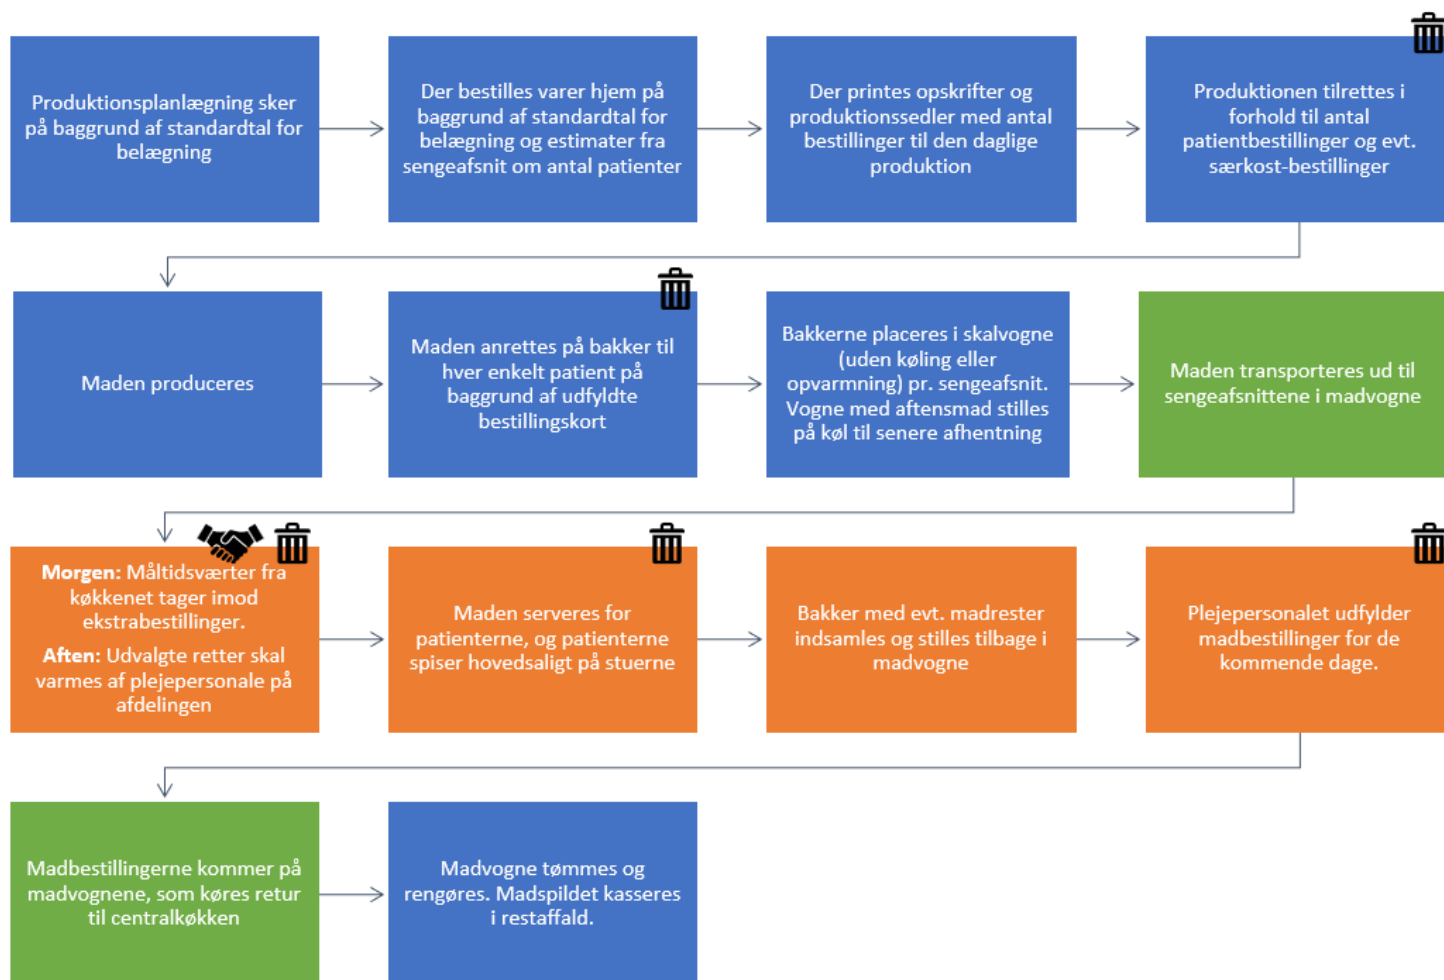 Produktionsplanlægning sker
på baggrund af standardtal for
belægning
Der bestilles varer hjem på
baggrund af standardtal for
belægning og estimater fra
sengeafsnit om antal patienter
Der printes opskrifter og
produktionssedler med antal
bestillinger til den daglige
produktion
Produktionen tilrettes i
forhold til antal
patientbestillinger og evt.
særkost-bestillinger
Maden produceres
Maden anrettes på bakker til
hver enkelt patient på
baggrund af udfyldte
bestillingskort
Bakkerne placeres i skalvogne
(uden køling eller
opvarmning) pr. sengeafsnit.
Vogne med aftensmad stilles
på køl til senere afhentning
Maden transporteres ud til
sengeafsnittene i madvogne
Morgen: Måltidsværter fra
køkkenet tager imod
ekstrabestillinger.
Aften: Udvalgte retter skal
varmes af plejepersonale på
afdelingen
Maden serveres for
patienterne, og patienterne
spiser hovedsaligt på stuerne
Bakker med evt. madrester
indsamles og stilles tilbage i
madvogne
Plejepersonalet udfylder
madbestillinger for de
kommende dage.
Madbestillingerne kommer på
madvognene, som køres retur
til centralkøkken
Madvogne tømmes og
rengøres. Madspildet kasseres
i restaffald.